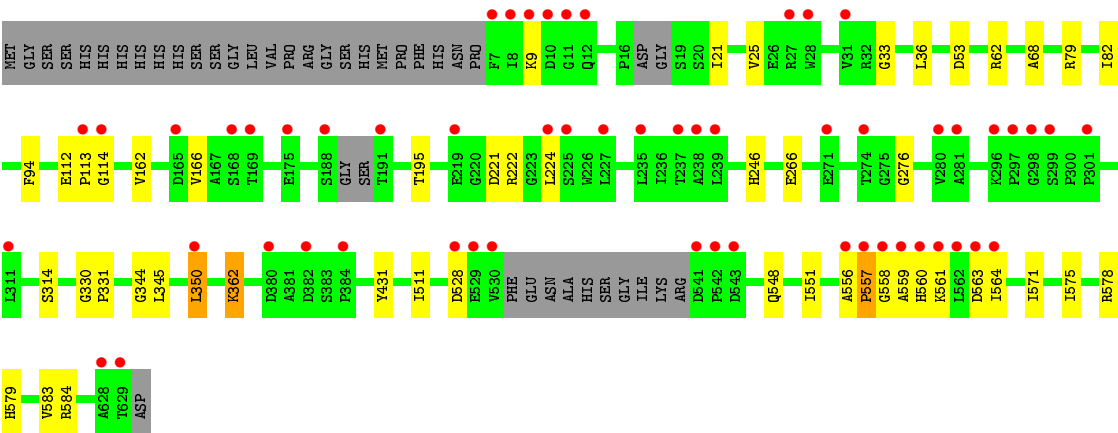 MET GLY SER SER HIS HIS HIS HIS HIS HIS SER SER GLY LEU VAL PRO ARG GLY SER HIS MET PRO PHE HIS ASN PRO F7 I8 K9 D10 G11 Q12 P16 ASP GLY S19 S20 I21 V25 E26 R27 W28 V31 R32 G33 L36 D53 R62 A68 R79 I82
F94 E112 P113 G114 V162 D165 V166 A167 S168 T169 E175 S188 GLY SER T191 T195 E219 G220 D221 R222 G223 L224 S225 W226 L227 L235 I236 T237 A238 L239 H246 E266 E271 T274 G275 G276 V280 A281 K296 P297 G298 S299 P300 P301
L311 S314 G330 P331 G344 L345 L350 K362 D380 A381 D382 S383 P384 Y431 I511 D528 E529 V530 PHE GLU ASN ALA HIS SER GLY ILE LYS ARG D541 P542 D543 Q548 I551 A556 P557 G558 A559 H560 K561 L562 D563 I564 I571 I575 R578
H579 V583 R584 A628 T629 ASP